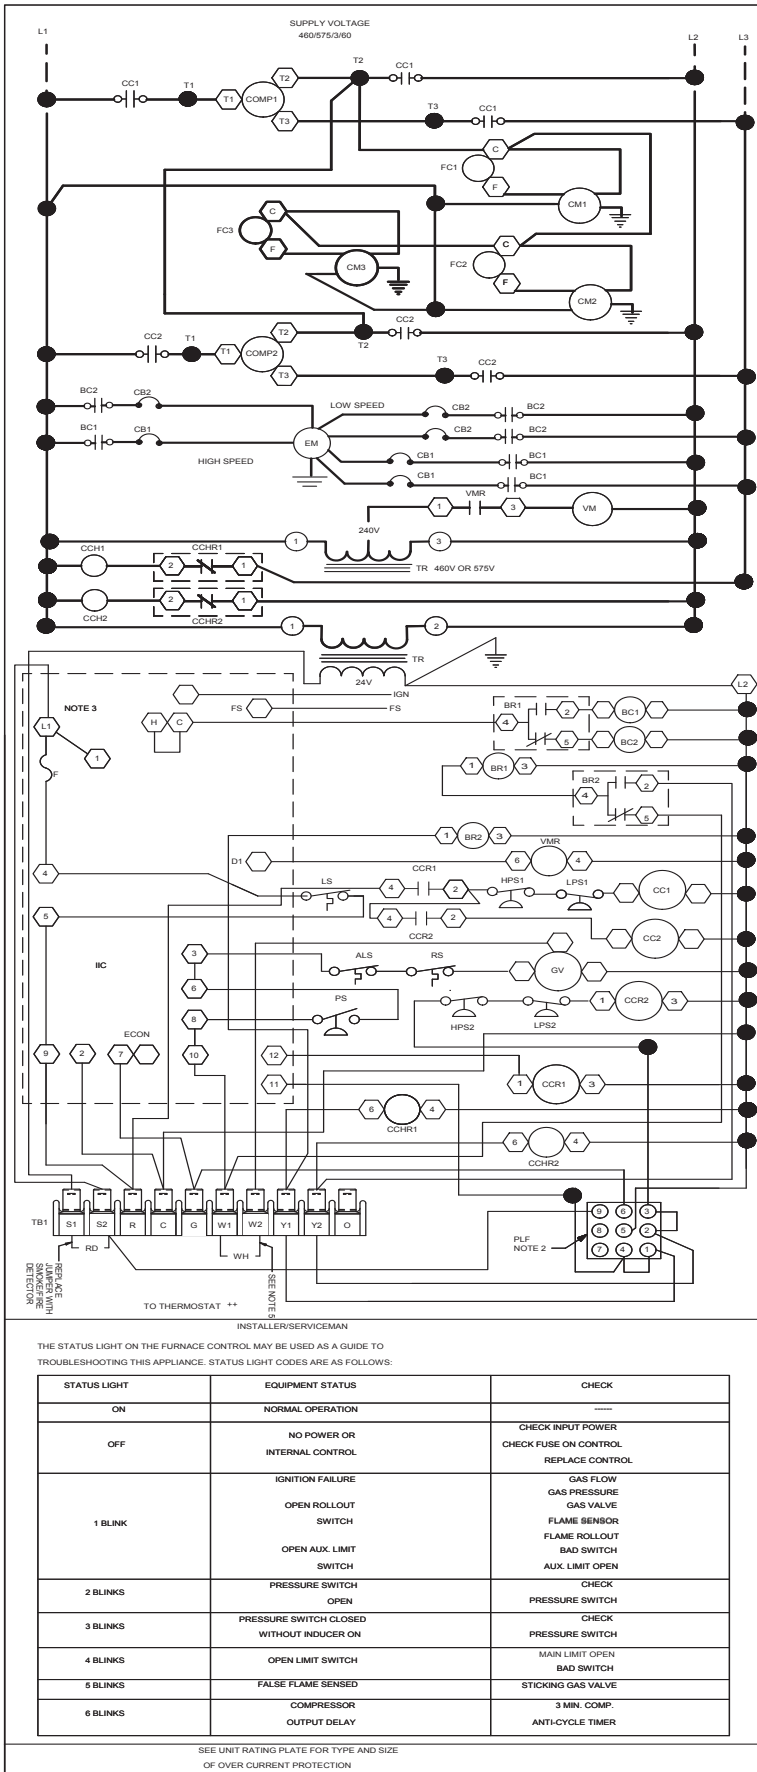 SUPPLY VOLTAGE
460/575/3/60
L1
L2 L3
T2
CC1 T1 CC1
T2
T1 COMP1
T3
T3 CC1
C
FC1
F
CM1
C
FC3
F
CM3
C
FC2
F
CM2
CC2 T1 T2 T2 CC2
T1 COMP2
T3
T3 CC2
BC2 CB2 LOW SPEED CB2 BC2
BC1 CB1 EM CB2 BC2
HIGH SPEED CB1 BC1
CB1 BC1
VMR
1 3 VM
240V
1 3
TR 460V OR 575V
CCH1 CCHR1
2 1
2 1
CCH2 CCHR2
1 2
TR
24V
L2
NOTE 3
IGN
FS FS
L1 H C
1
F
BR1
4 2 BC1
5 BC2
1 BR1 3
BR2
4 2
5
1 BR2 3
VMR
D1 6 4
4 LS CCR1
4 2 HPS1 LPS1 CC1
5
4 2 CC2
CCR2
IIC
3 ALS RS GV
6
PS
8 HPS2 LPS2 1 CCR2 3
ECON
9 2 7 10 12
11 1 CCR1 3
6 4
CCHR1
6 4
CCHR2
TB1 S1 S2 R C G W1 W2 Y1 Y2 O
RD
WH
REPLACE
JUMPER WITH
SMOKE/FIRE
DETECTOR
SEE NOTE 5
TO THERMOSTAT ++
PLF
NOTE 2
9 6 3
8 5 2
7 4 1
INSTALLER/SERVICEMAN
THE STATUS LIGHT ON THE FURNACE CONTROL MAY BE USED AS A GUIDE TO
TROUBLESHOOTING THIS APPLIANCE. STATUS LIGHT CODES ARE AS FOLLOWS:
STATUS LIGHT EQUIPMENT STATUS CHECK
ON NORMAL OPERATION ------
OFF NO POWER OR CHECK INPUT POWER
INTERNAL CONTROL CHECK FUSE ON CONTROL
REPLACE CONTROL
1 BLINK IGNITION FAILURE GAS FLOW
GAS PRESSURE
OPEN ROLLOUT GAS VALVE
SWITCH FLAME SENSOR
FLAME ROLLOUT
OPEN AUX. LIMIT BAD SWITCH
SWITCH AUX. LIMIT OPEN
2 BLINKS PRESSURE SWITCH CHECK
OPEN PRESSURE SWITCH
3 BLINKS PRESSURE SWITCH CLOSED CHECK
WITHOUT INDUCER ON PRESSURE SWITCH
4 BLINKS OPEN LIMIT SWITCH MAIN LIMIT OPEN
BAD SWITCH
5 BLINKS FALSE FLAME SENSED STICKING GAS VALVE
6 BLINKS COMPRESSOR 3 MIN. COMP.
OUTPUT DELAY ANTI-CYCLE TIMER
SEE UNIT RATING PLATE FOR TYPE AND SIZE
OF OVER CURRENT PROTECTION